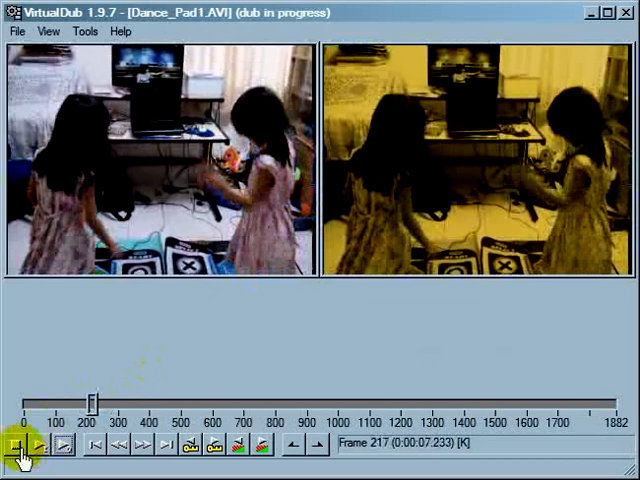 VirtualDub 1.9.7 - [Dance_Pad1.AVI] (dub in progress)
File View Tools Help
0 100 200 300 400 500 600 700 800 900 1000 1100 1200 1300 1400 1500 1600 1700 1882
Frame 217 (0:00:07.233) [K]